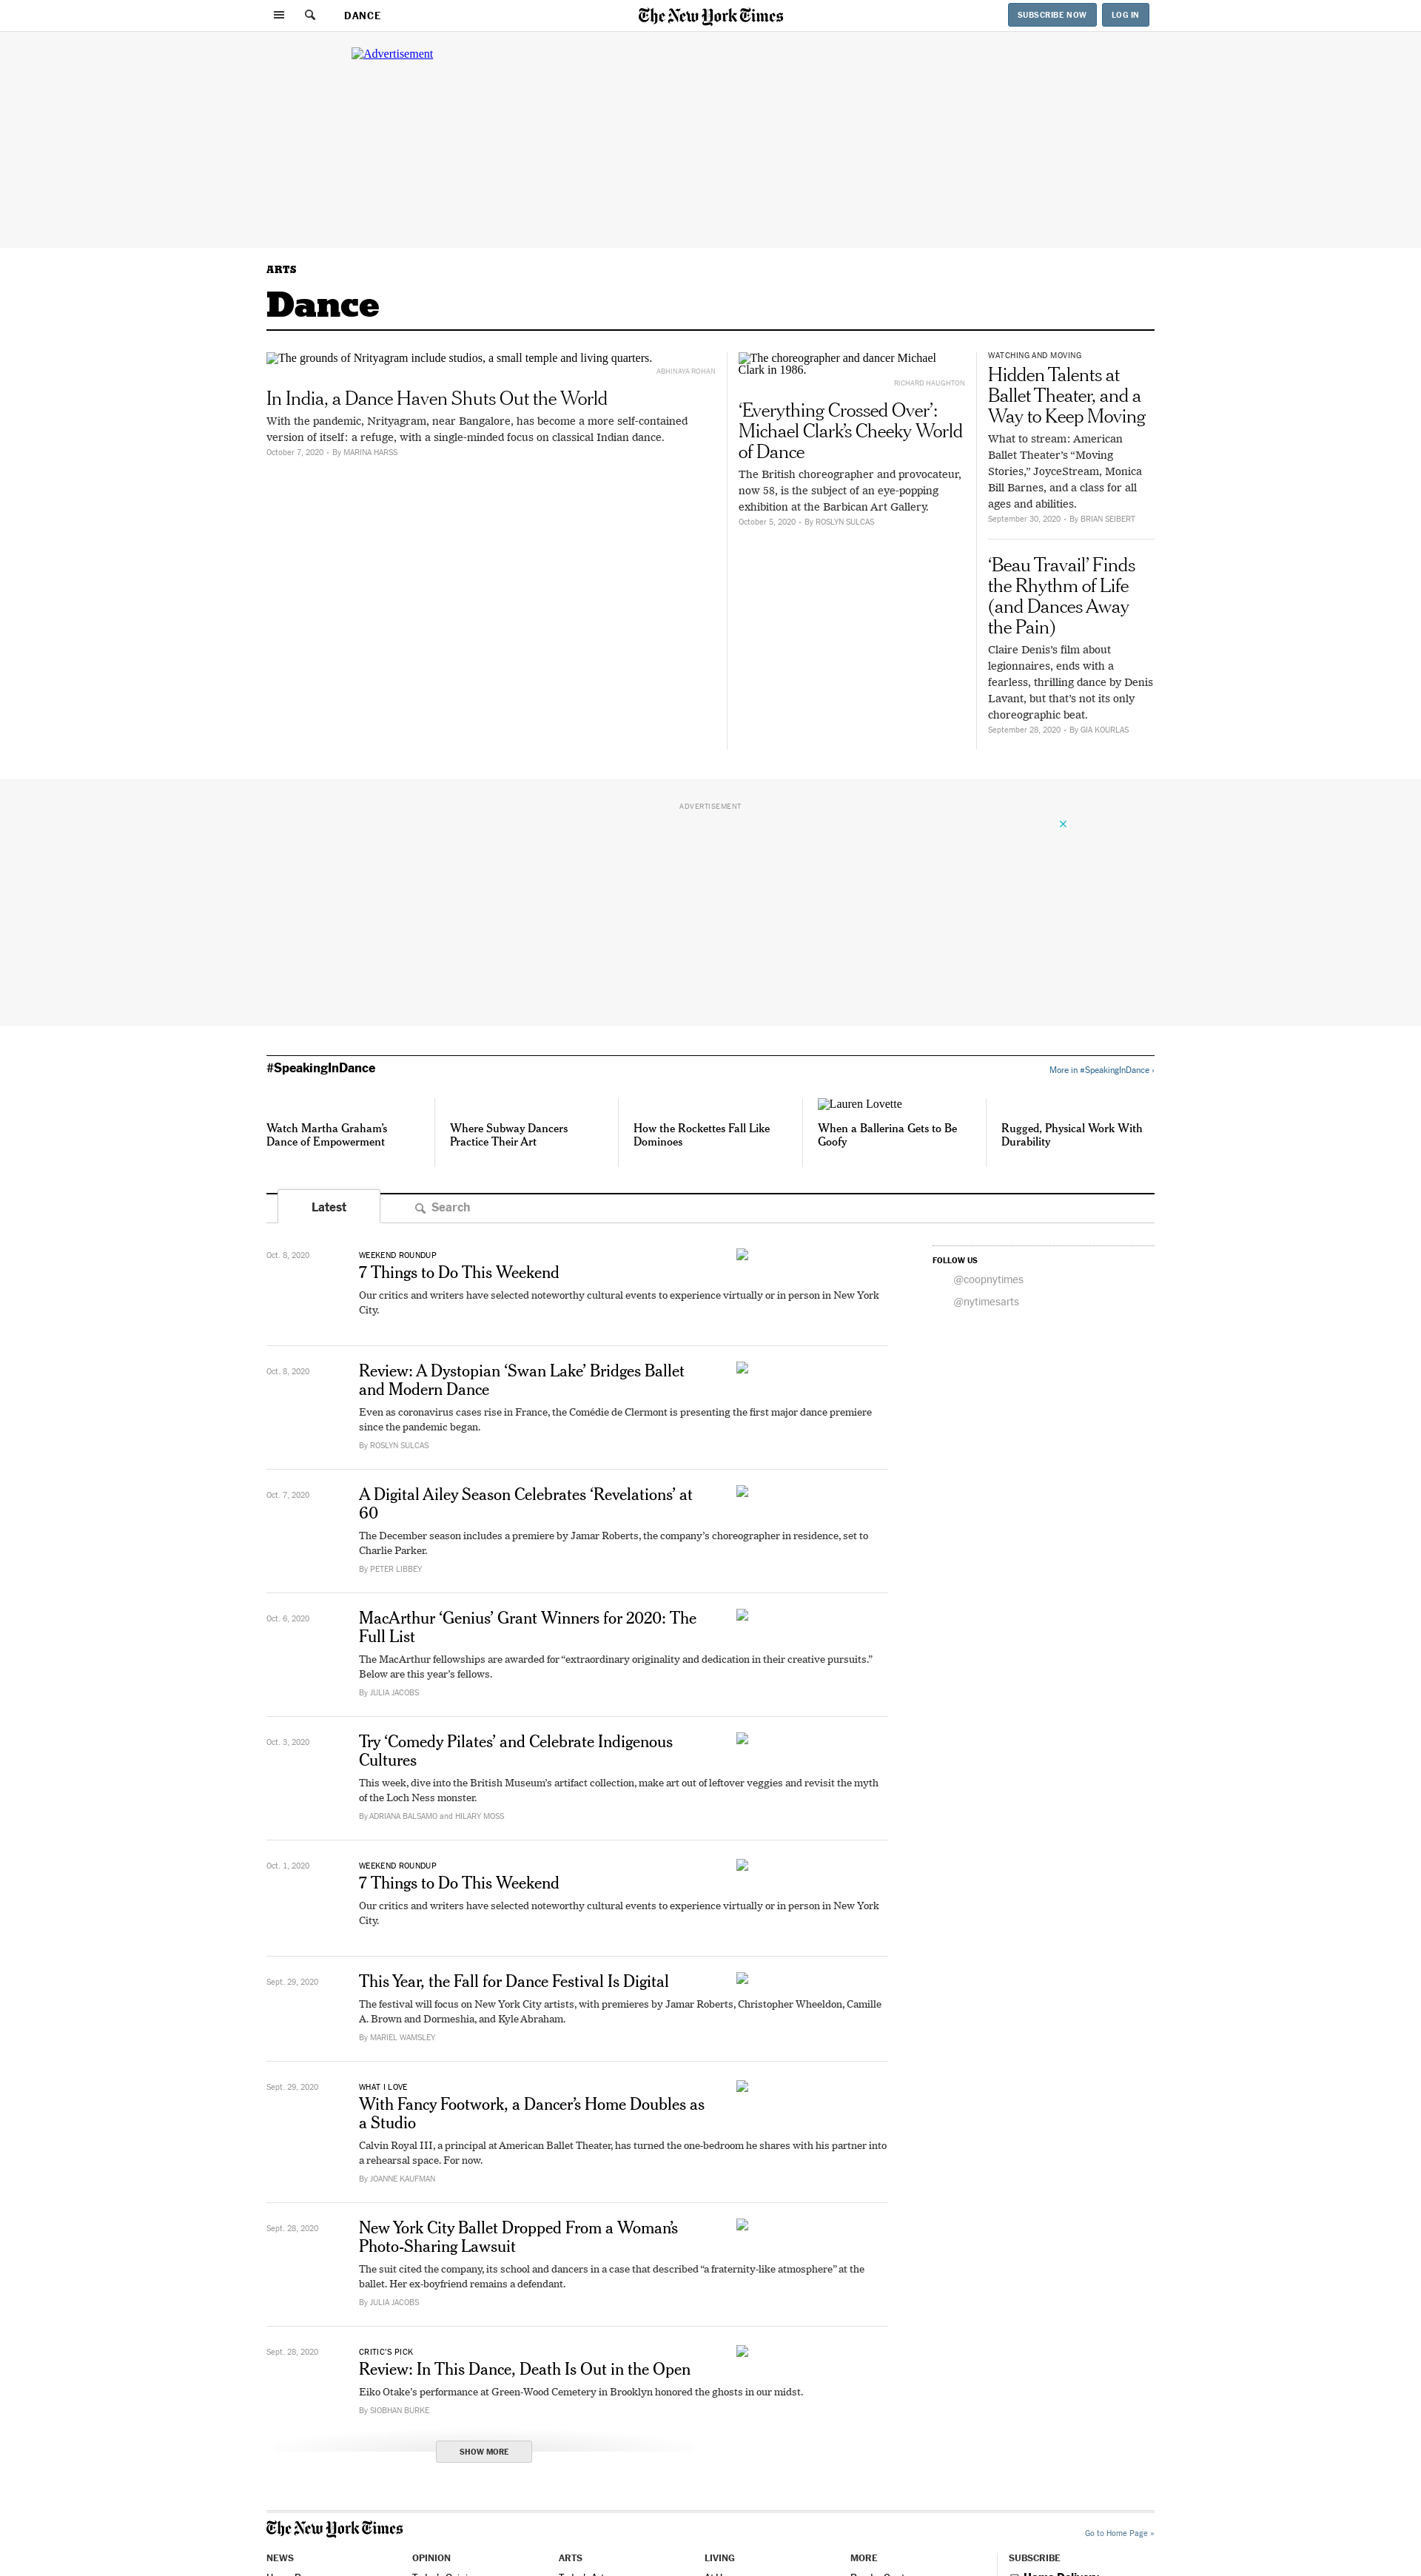 DANCE
The New York Times
SUBSCRIBE NOW
LOG IN
Advertisement
ARTS
Dance
The grounds of Nrityagram include studios, a small temple and living quarters.
ABHINAYA ROHAN
In India, a Dance Haven Shuts Out the World
With the pandemic, Nrityagram, near Bangalore, has become a more self-contained
version of itself: a refuge, with a single-minded focus on classical Indian dance.
October 7, 2020 • By MARINA HARSS
The choreographer and dancer Michael
Clark in 1986.
RICHARD HAUGHTON
‘Everything Crossed Over’:
Michael Clark’s Cheeky World
of Dance
The British choreographer and provocateur,
now 58, is the subject of an eye-popping
exhibition at the Barbican Art Gallery.
October 5, 2020 • By ROSLYN SULCAS
WATCHING AND MOVING
Hidden Talents at
Ballet Theater, and a
Way to Keep Moving
What to stream: American
Ballet Theater’s “Moving
Stories,” JoyceStream, Monica
Bill Barnes, and a class for all
ages and abilities.
September 30, 2020 • By BRIAN SEIBERT
‘Beau Travail’ Finds
the Rhythm of Life
(and Dances Away
the Pain)
Claire Denis’s film about
legionnaires, ends with a
fearless, thrilling dance by Denis
Lavant, but that’s not its only
choreographic beat.
September 28, 2020 • By GIA KOURLAS
ADVERTISEMENT
#SpeakingInDance
More in #SpeakingInDance ›
Watch Martha Graham’s
Dance of Empowerment
Where Subway Dancers
Practice Their Art
How the Rockettes Fall Like
Dominoes
Lauren Lovette
When a Ballerina Gets to Be
Goofy
Rugged, Physical Work With
Durability
Latest
Search
Oct. 8, 2020
WEEKEND ROUNDUP
7 Things to Do This Weekend
Our critics and writers have selected noteworthy cultural events to experience virtually or in person in New York
City.
FOLLOW US
@coopnytimes
@nytimesarts
Oct. 8, 2020
Review: A Dystopian ‘Swan Lake’ Bridges Ballet
and Modern Dance
Even as coronavirus cases rise in France, the Comédie de Clermont is presenting the first major dance premiere
since the pandemic began.
By ROSLYN SULCAS
Oct. 7, 2020
A Digital Ailey Season Celebrates ‘Revelations’ at
60
The December season includes a premiere by Jamar Roberts, the company’s choreographer in residence, set to
Charlie Parker.
By PETER LIBBEY
Oct. 6, 2020
MacArthur ‘Genius’ Grant Winners for 2020: The
Full List
The MacArthur fellowships are awarded for “extraordinary originality and dedication in their creative pursuits.”
Below are this year’s fellows.
By JULIA JACOBS
Oct. 3, 2020
Try ‘Comedy Pilates’ and Celebrate Indigenous
Cultures
This week, dive into the British Museum’s artifact collection, make art out of leftover veggies and revisit the myth
of the Loch Ness monster.
By ADRIANA BALSAMO and HILARY MOSS
Oct. 1, 2020
WEEKEND ROUNDUP
7 Things to Do This Weekend
Our critics and writers have selected noteworthy cultural events to experience virtually or in person in New York
City.
Sept. 29, 2020
This Year, the Fall for Dance Festival Is Digital
The festival will focus on New York City artists, with premieres by Jamar Roberts, Christopher Wheeldon, Camille
A. Brown and Dormeshia, and Kyle Abraham.
By MARIEL WAMSLEY
Sept. 29, 2020
WHAT I LOVE
With Fancy Footwork, a Dancer’s Home Doubles as
a Studio
Calvin Royal III, a principal at American Ballet Theater, has turned the one-bedroom he shares with his partner into
a rehearsal space. For now.
By JOANNE KAUFMAN
Sept. 28, 2020
New York City Ballet Dropped From a Woman’s
Photo-Sharing Lawsuit
The suit cited the company, its school and dancers in a case that described “a fraternity-like atmosphere” at the
ballet. Her ex-boyfriend remains a defendant.
By JULIA JACOBS
Sept. 28, 2020
CRITIC’S PICK
Review: In This Dance, Death Is Out in the Open
Eiko Otake’s performance at Green-Wood Cemetery in Brooklyn honored the ghosts in our midst.
By SIOBHAN BURKE
SHOW MORE
The New York Times
Go to Home Page »
NEWS
OPINION
ARTS
LIVING
MORE
SUBSCRIBE